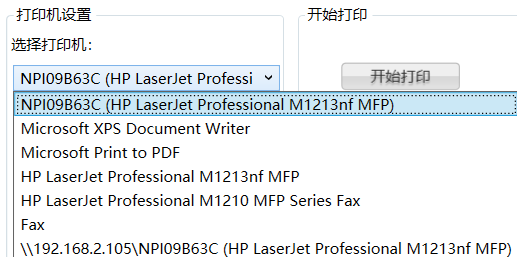 打印机设置
开始打印
选择打印机：
NPI09B63C (HP LaserJet Professi
开始打印
NPI09B63C (HP LaserJet Professional M1213nf MFP)
Microsoft XPS Document Writer
Microsoft Print to PDF
HP LaserJet Professional M1213nf MFP
HP LaserJet Professional M1210 MFP Series Fax
Fax
\\192.168.2.105\NPI09B63C (HP LaserJet Professional M1213nf MFP)